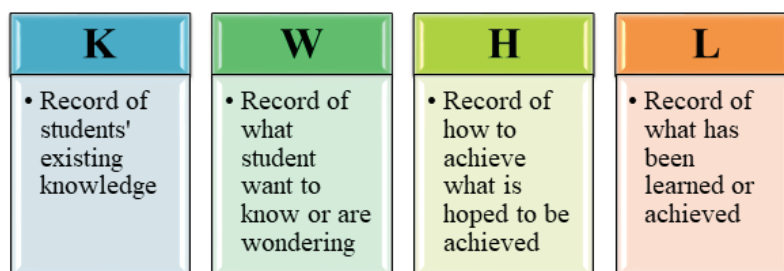 K
• Record of
students'
existing
knowledge
W
• Record of
what
student
want to
know or are
wondering
H
• Record of
how to
achieve
what is
hoped to be
achieved
L
• Record of
what has
been
learned or
achieved